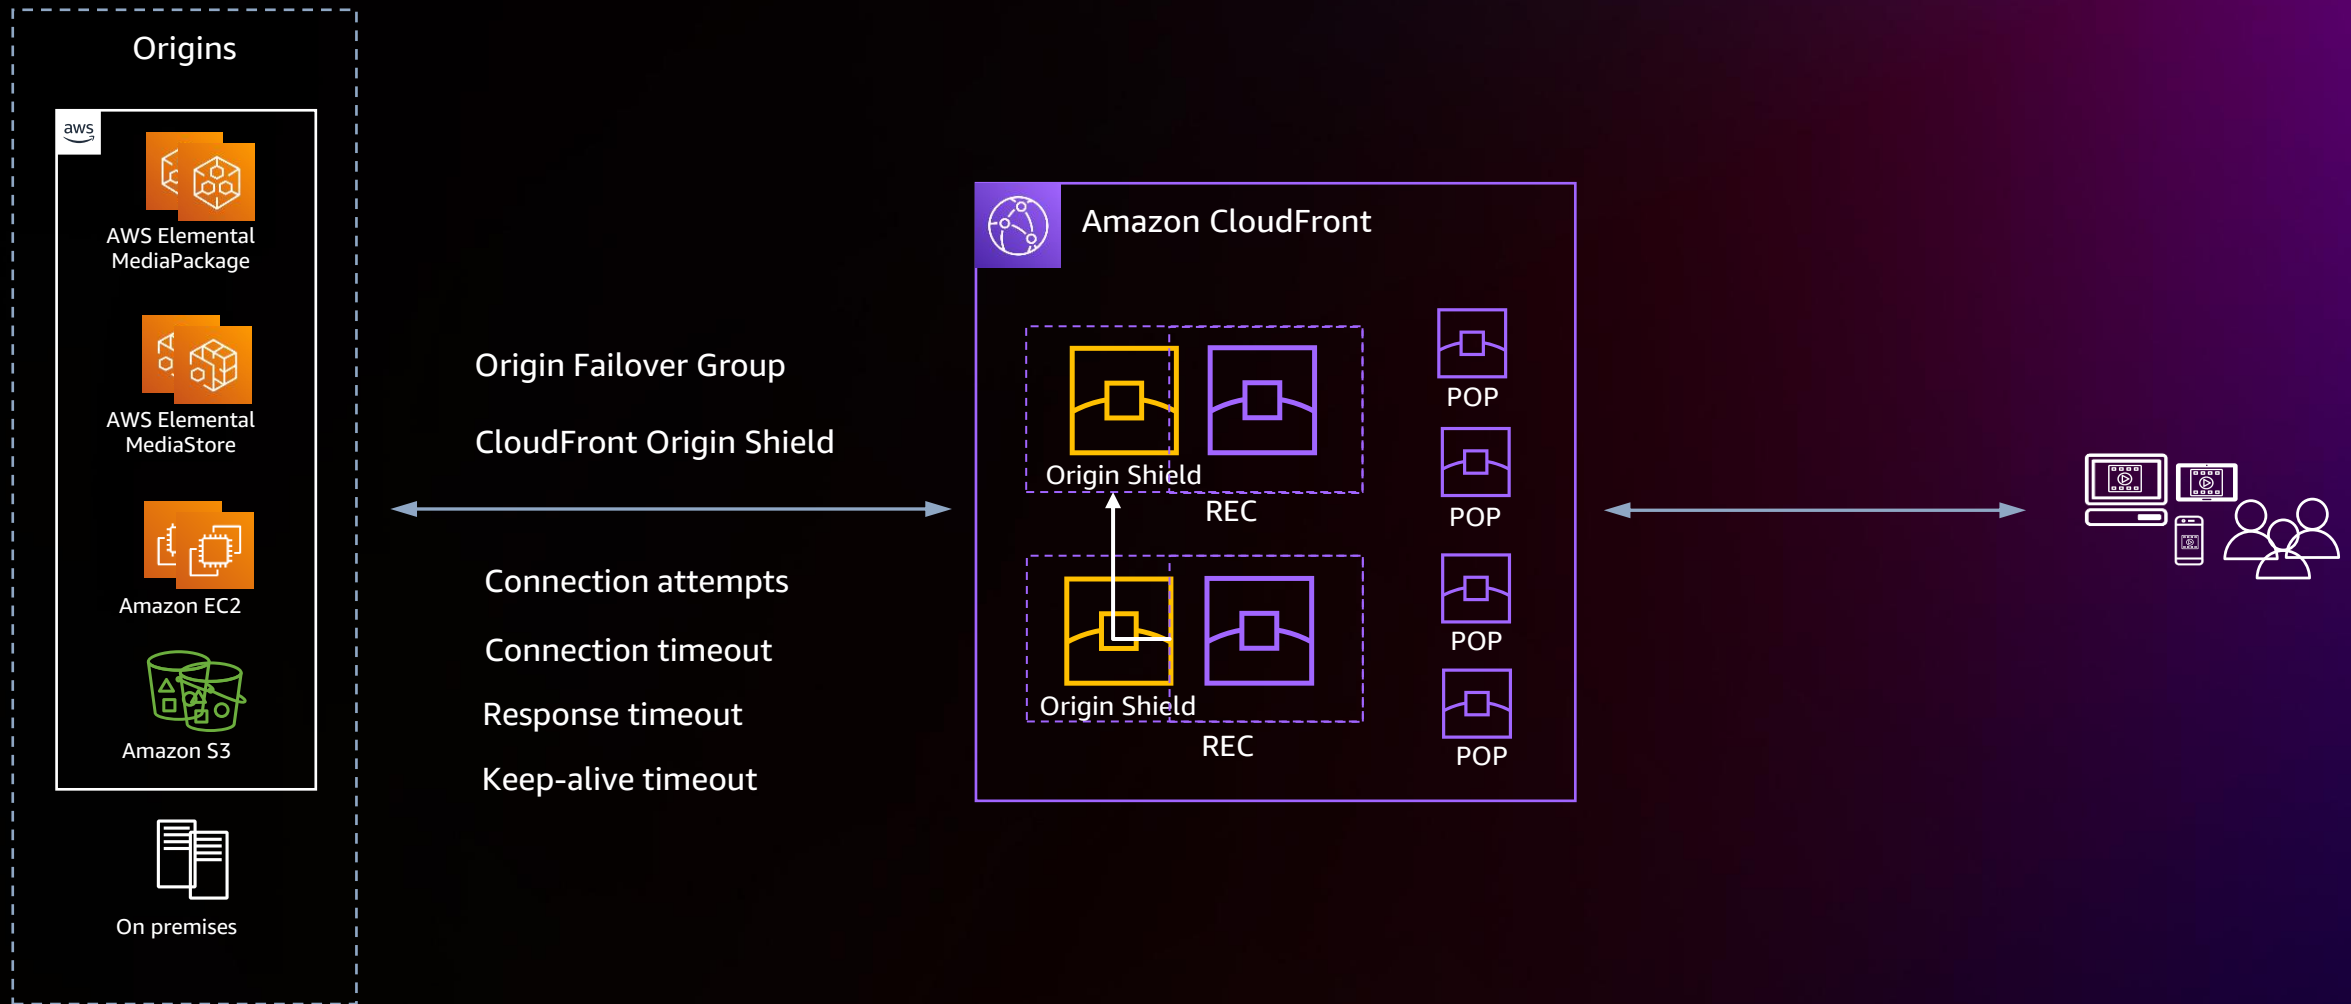 Origins
aws
AWS Elemental
MediaPackage
AWS Elemental
MediaStore
Amazon EC2
Amazon S3
On premises
Origin Failover Group
CloudFront Origin Shield
Connection attempts
Connection timeout
Response timeout
Keep-alive timeout
Amazon CloudFront
Origin Shield
REC
Origin Shield
REC
POP
POP
POP
POP